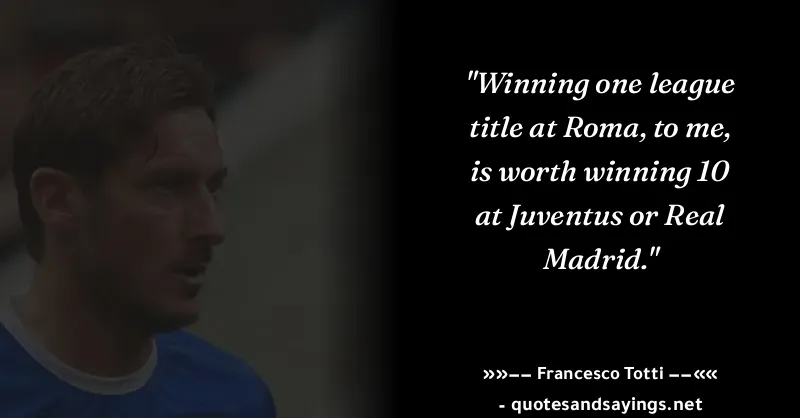 "Winning one league
title at Roma, to me,
is worth winning 10
at Juventus or Real
Madrid."
»»–– Francesco Totti ––««
- quotesandsayings.net